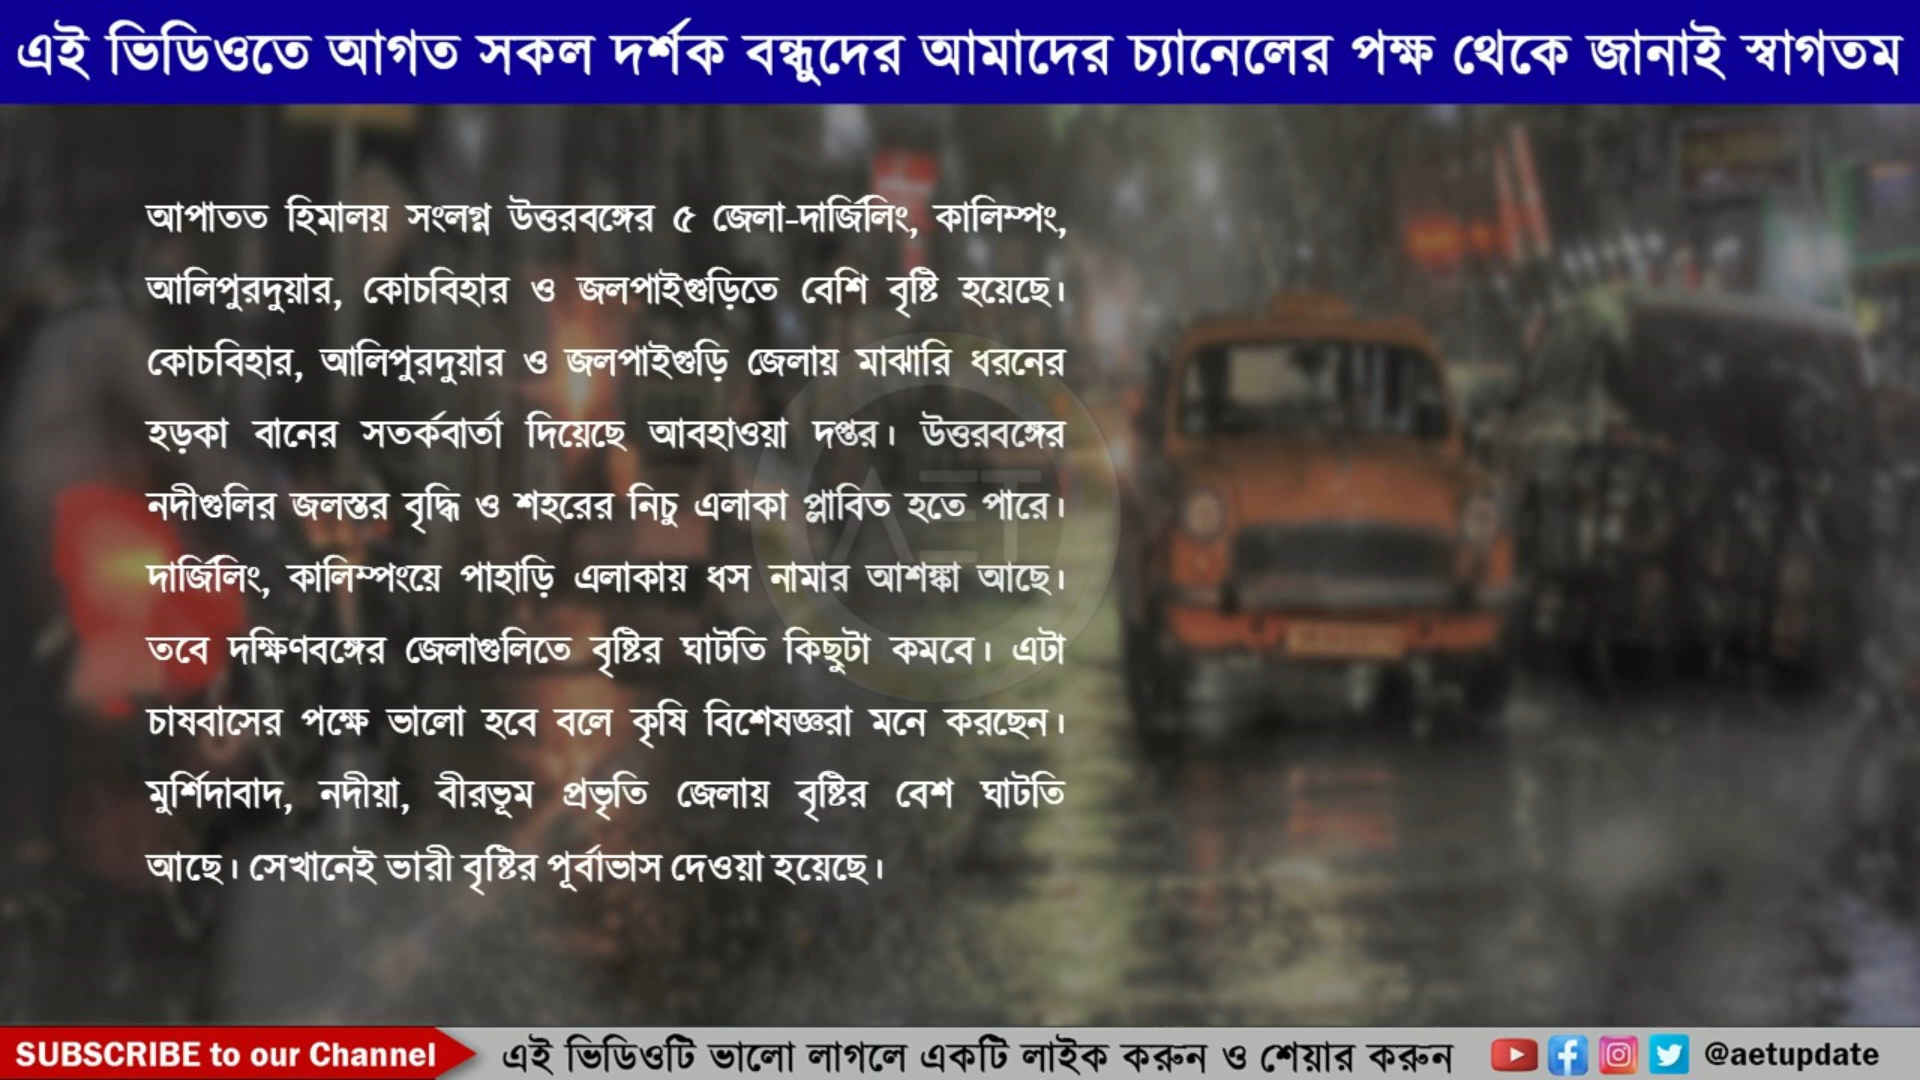 এই ভিডিওতে আগত সকল দর্শক বন্ধুদের আমাদের চ্যানেলের পক্ষ থেকে জানাই স্বাগতম
আপাতত হিমালয় সংলগ্ন উত্তরবঙ্গের ৫ জেলা-দার্জিলিং, কালিম্পং,
আলিপুরদুয়ার, কোচবিহার ও জলপাইগুড়িতে বেশি বৃষ্টি হয়েছে।
কোচবিহার, আলিপুরদুয়ার ও জলপাইগুড়ি জেলায় মাঝারি ধরনের
হড়কা বানের সতর্কবার্তা দিয়েছে আবহাওয়া দপ্তর। উত্তরবঙ্গের
নদীগুলির জলস্তর বৃদ্ধি ও শহরের নিচু এলাকা প্লাবিত হতে পারে।
দার্জিলিং, কালিম্পংয়ে পাহাড়ি এলাকায় ধস নামার আশঙ্কা আছে।
তবে দক্ষিণবঙ্গের জেলাগুলিতে বৃষ্টির ঘাটতি কিছুটা কমবে। এটা
চাষবাসের পক্ষে ভালো হবে বলে কৃষি বিশেষজ্ঞরা মনে করছেন।
মুর্শিদাবাদ, নদীয়া, বীরভূম প্রভৃতি জেলায় বৃষ্টির বেশ ঘাটতি
আছে। সেখানেই ভারী বৃষ্টির পূর্বাভাস দেওয়া হয়েছে।
AET
SUBSCRIBE to our Channel এই ভিডিওটি ভালো লাগলে একটি লাইক করুন ও শেয়ার করুন @aetupdate